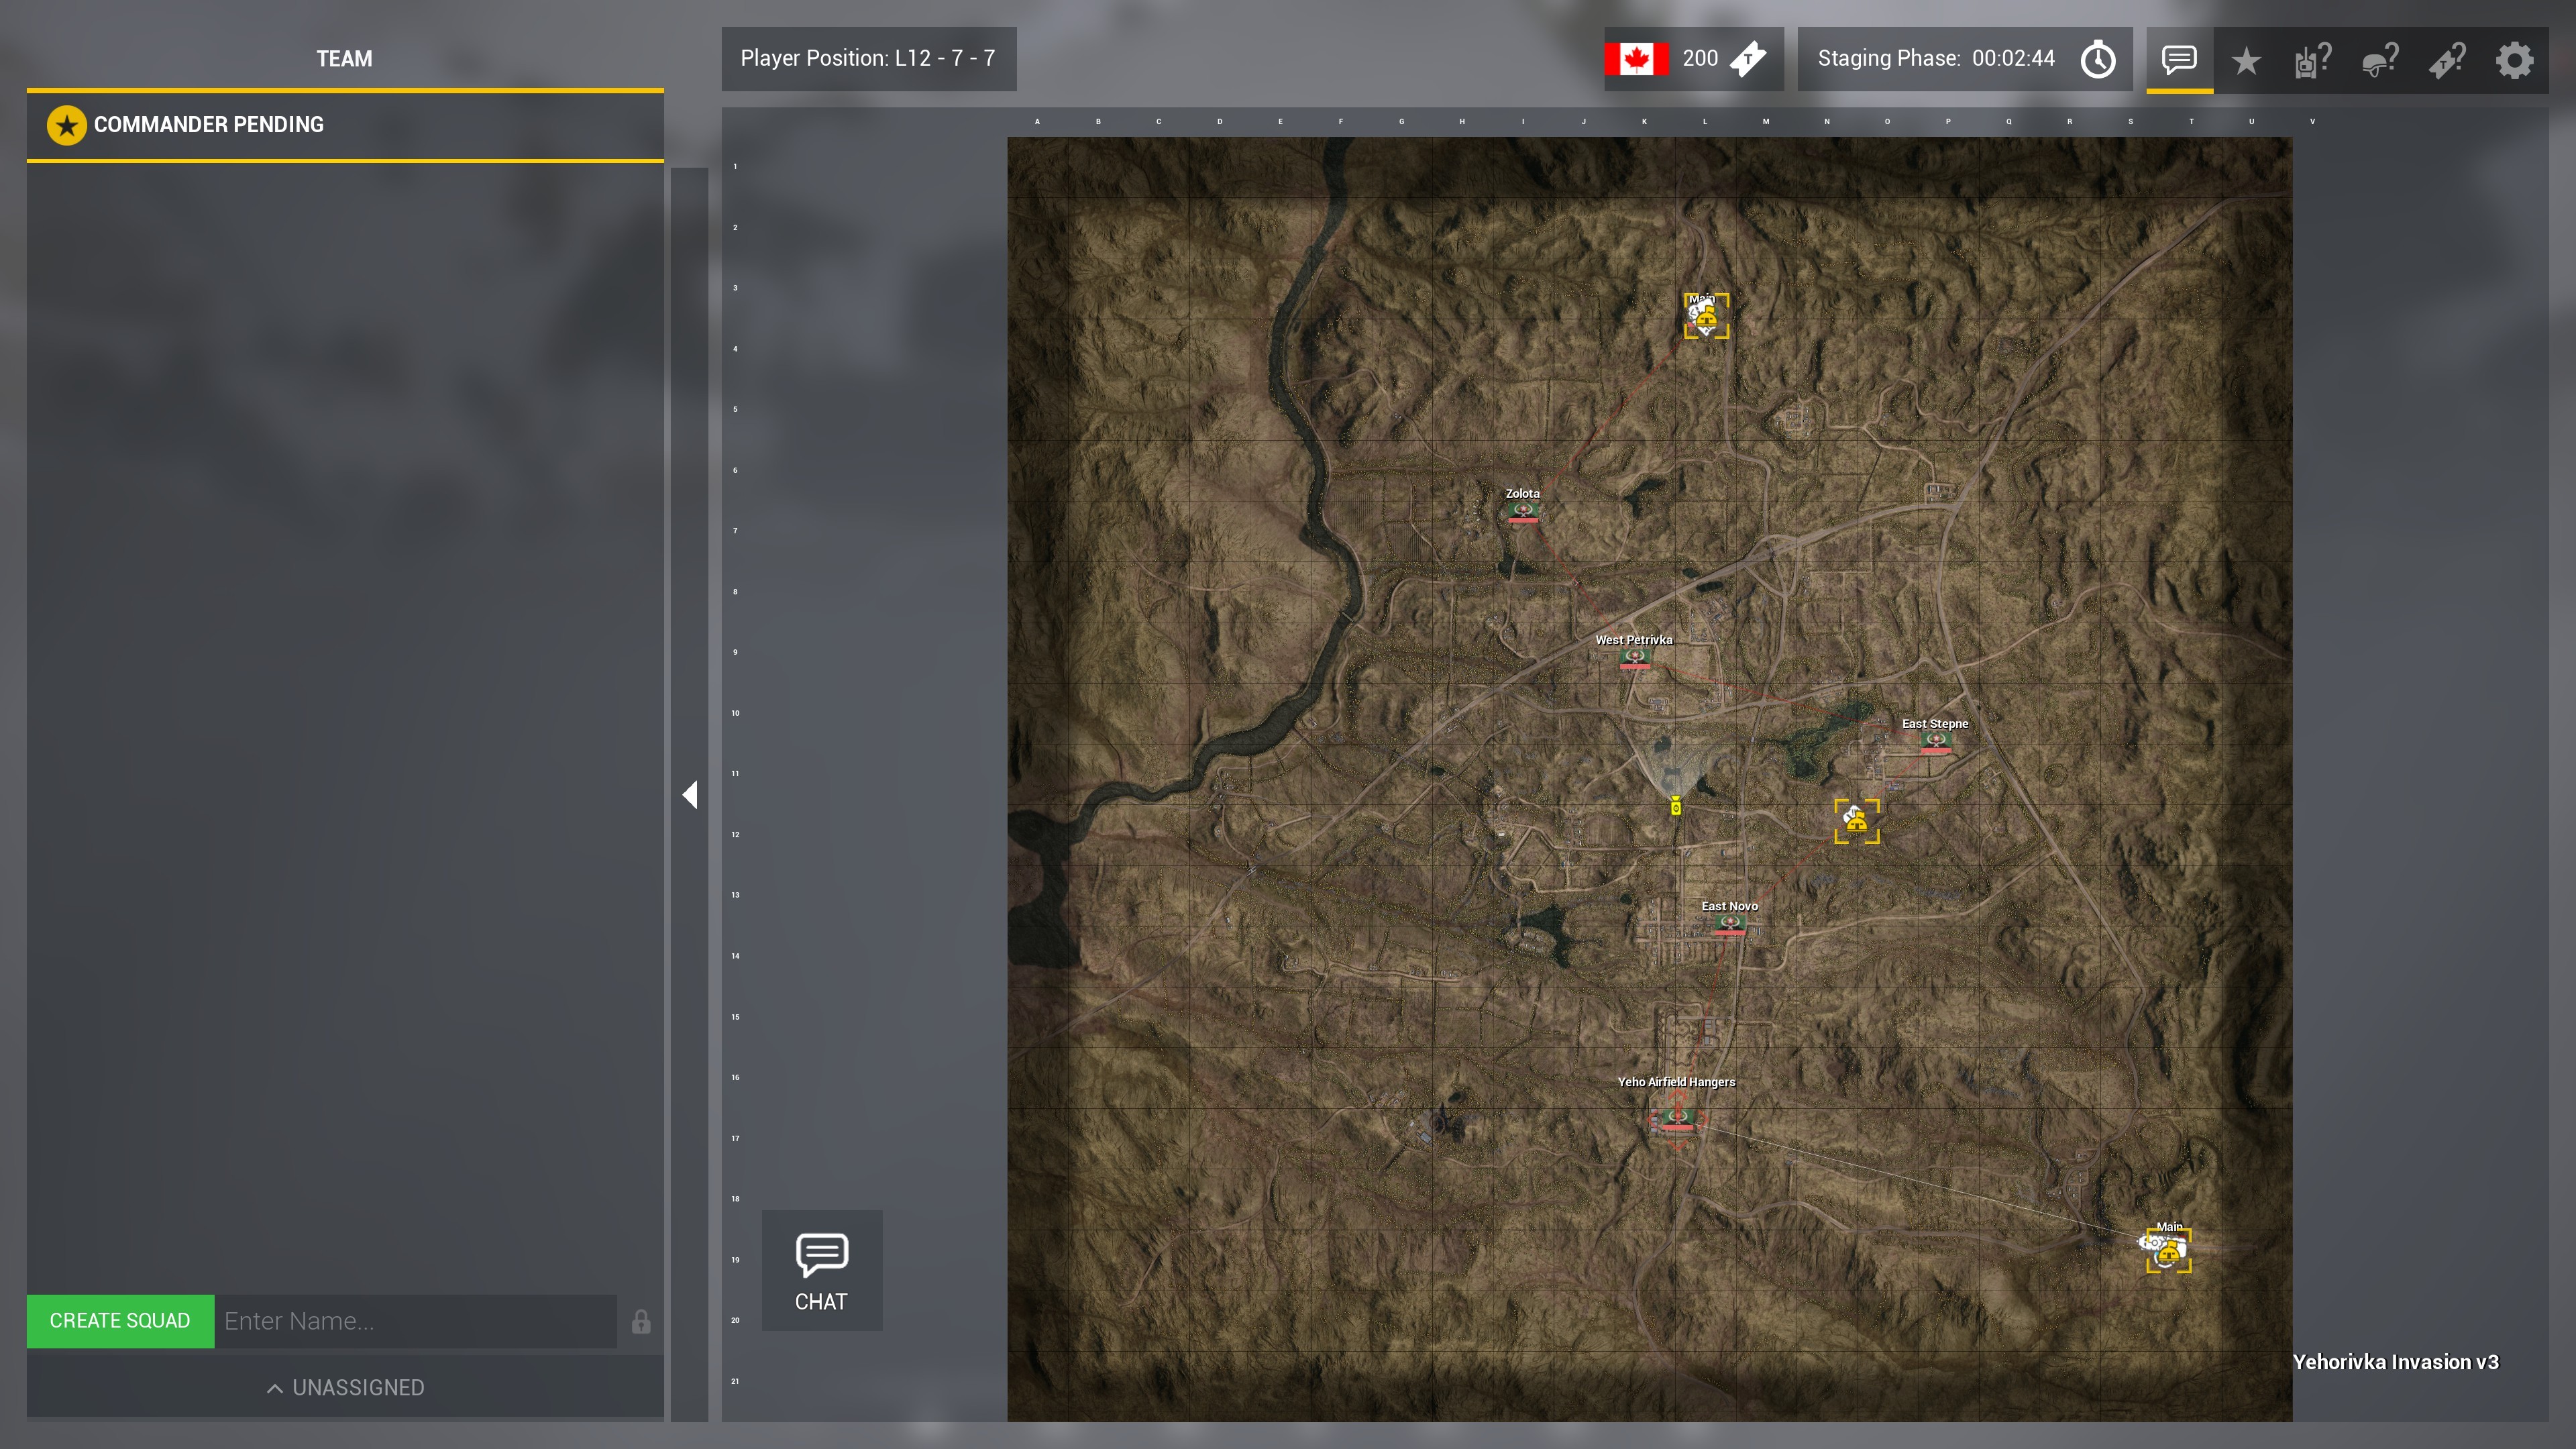 TEAM
Player Position: L12 - 7 - 7
200
T
Staging Phase: 00:02:44
? ? ?
COMMANDER PENDING
A B C D E F G H I J K L M N O P Q R S T U V
1
2
3
Main
4
5
6
Zolota
7
8
West Petrivka
9
10
East Stepne
11
12
13
East Novo
14
15
16
Yeho Airfield Hangers
17
18
Main
19
CHAT
20
CREATE SQUAD Enter Name...
Yehorivka Invasion v3
21
UNASSIGNED